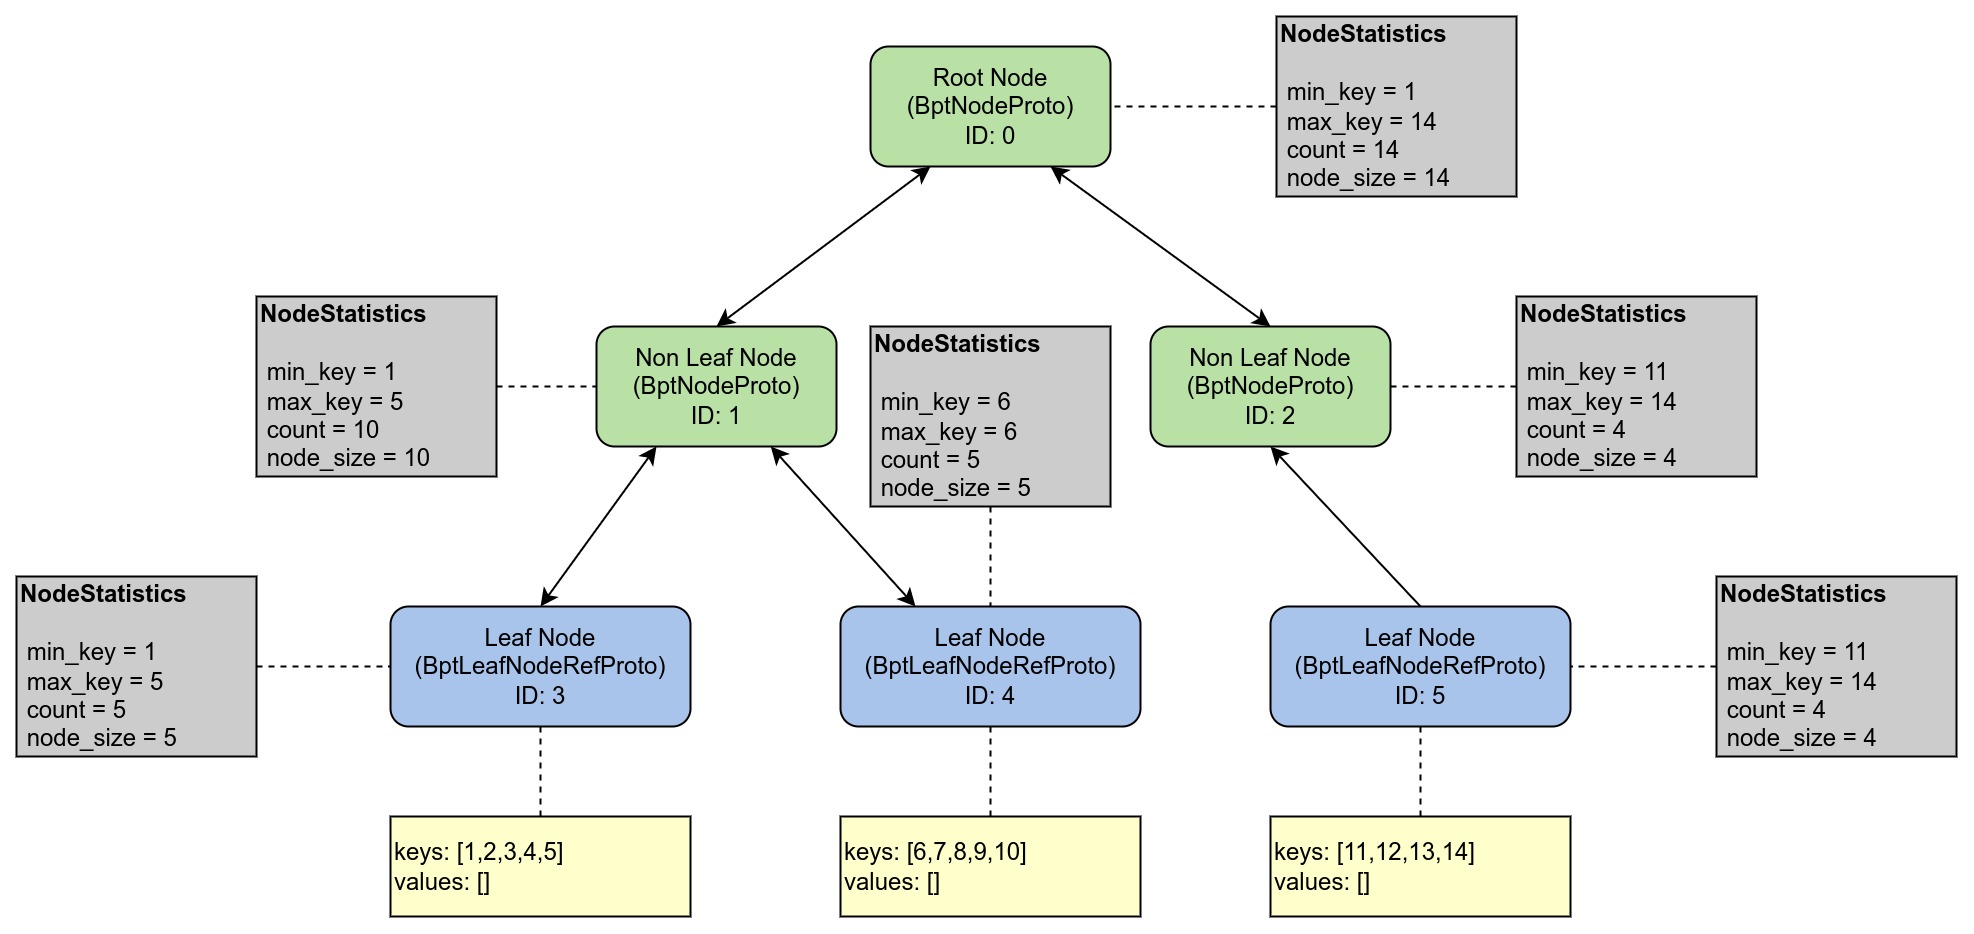 NodeStatistics
min_key = 1
max_key = 14
count = 14
node_size = 14
Root Node
(BptNodeProto)
ID: 0
NodeStatistics
min_key = 1
max_key = 5
count = 10
node_size = 10
Non Leaf Node
(BptNodeProto)
ID: 1
NodeStatistics
min_key = 6
max_key = 6
count = 5
node_size = 5
Non Leaf Node
(BptNodeProto)
ID: 2
NodeStatistics
min_key = 11
max_key = 14
count = 4
node_size = 4
NodeStatistics
min_key = 1
max_key = 5
count = 5
node_size = 5
Leaf Node
(BptLeafNodeRefProto)
ID: 3
Leaf Node
(BptLeafNodeRefProto)
ID: 4
Leaf Node
(BptLeafNodeRefProto)
ID: 5
NodeStatistics
min_key = 11
max_key = 14
count = 4
node_size = 4
keys: [1,2,3,4,5]
values: []
keys: [6,7,8,9,10]
values: []
keys: [11,12,13,14]
values: []